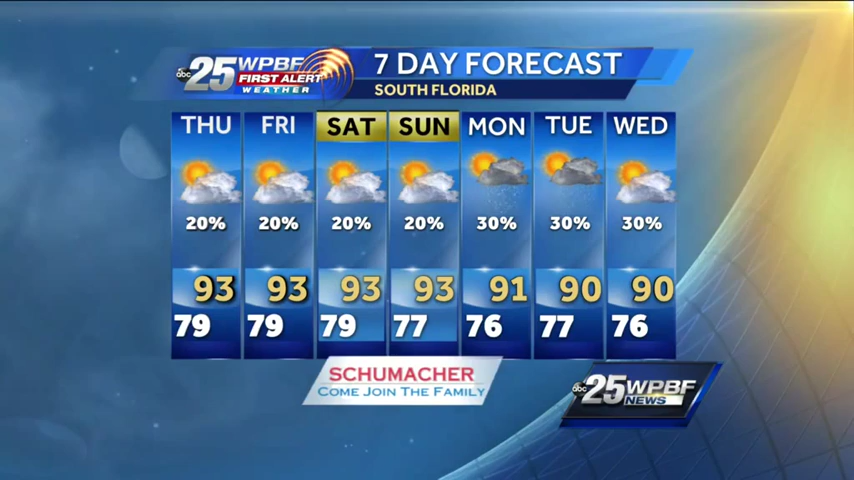 abc 25 WPBF
FIRST ALERT
WEATHER
7 DAY FORECAST
SOUTH FLORIDA
THU FRI SAT SUN MON TUE WED
20% 20% 20% 20% 30% 30% 30%
93 93 93 93 91 90 90
79 79 79 77 76 77 76
SCHUMACHER
COME JOIN THE FAMILY
abc 25 WPBF
NEWS